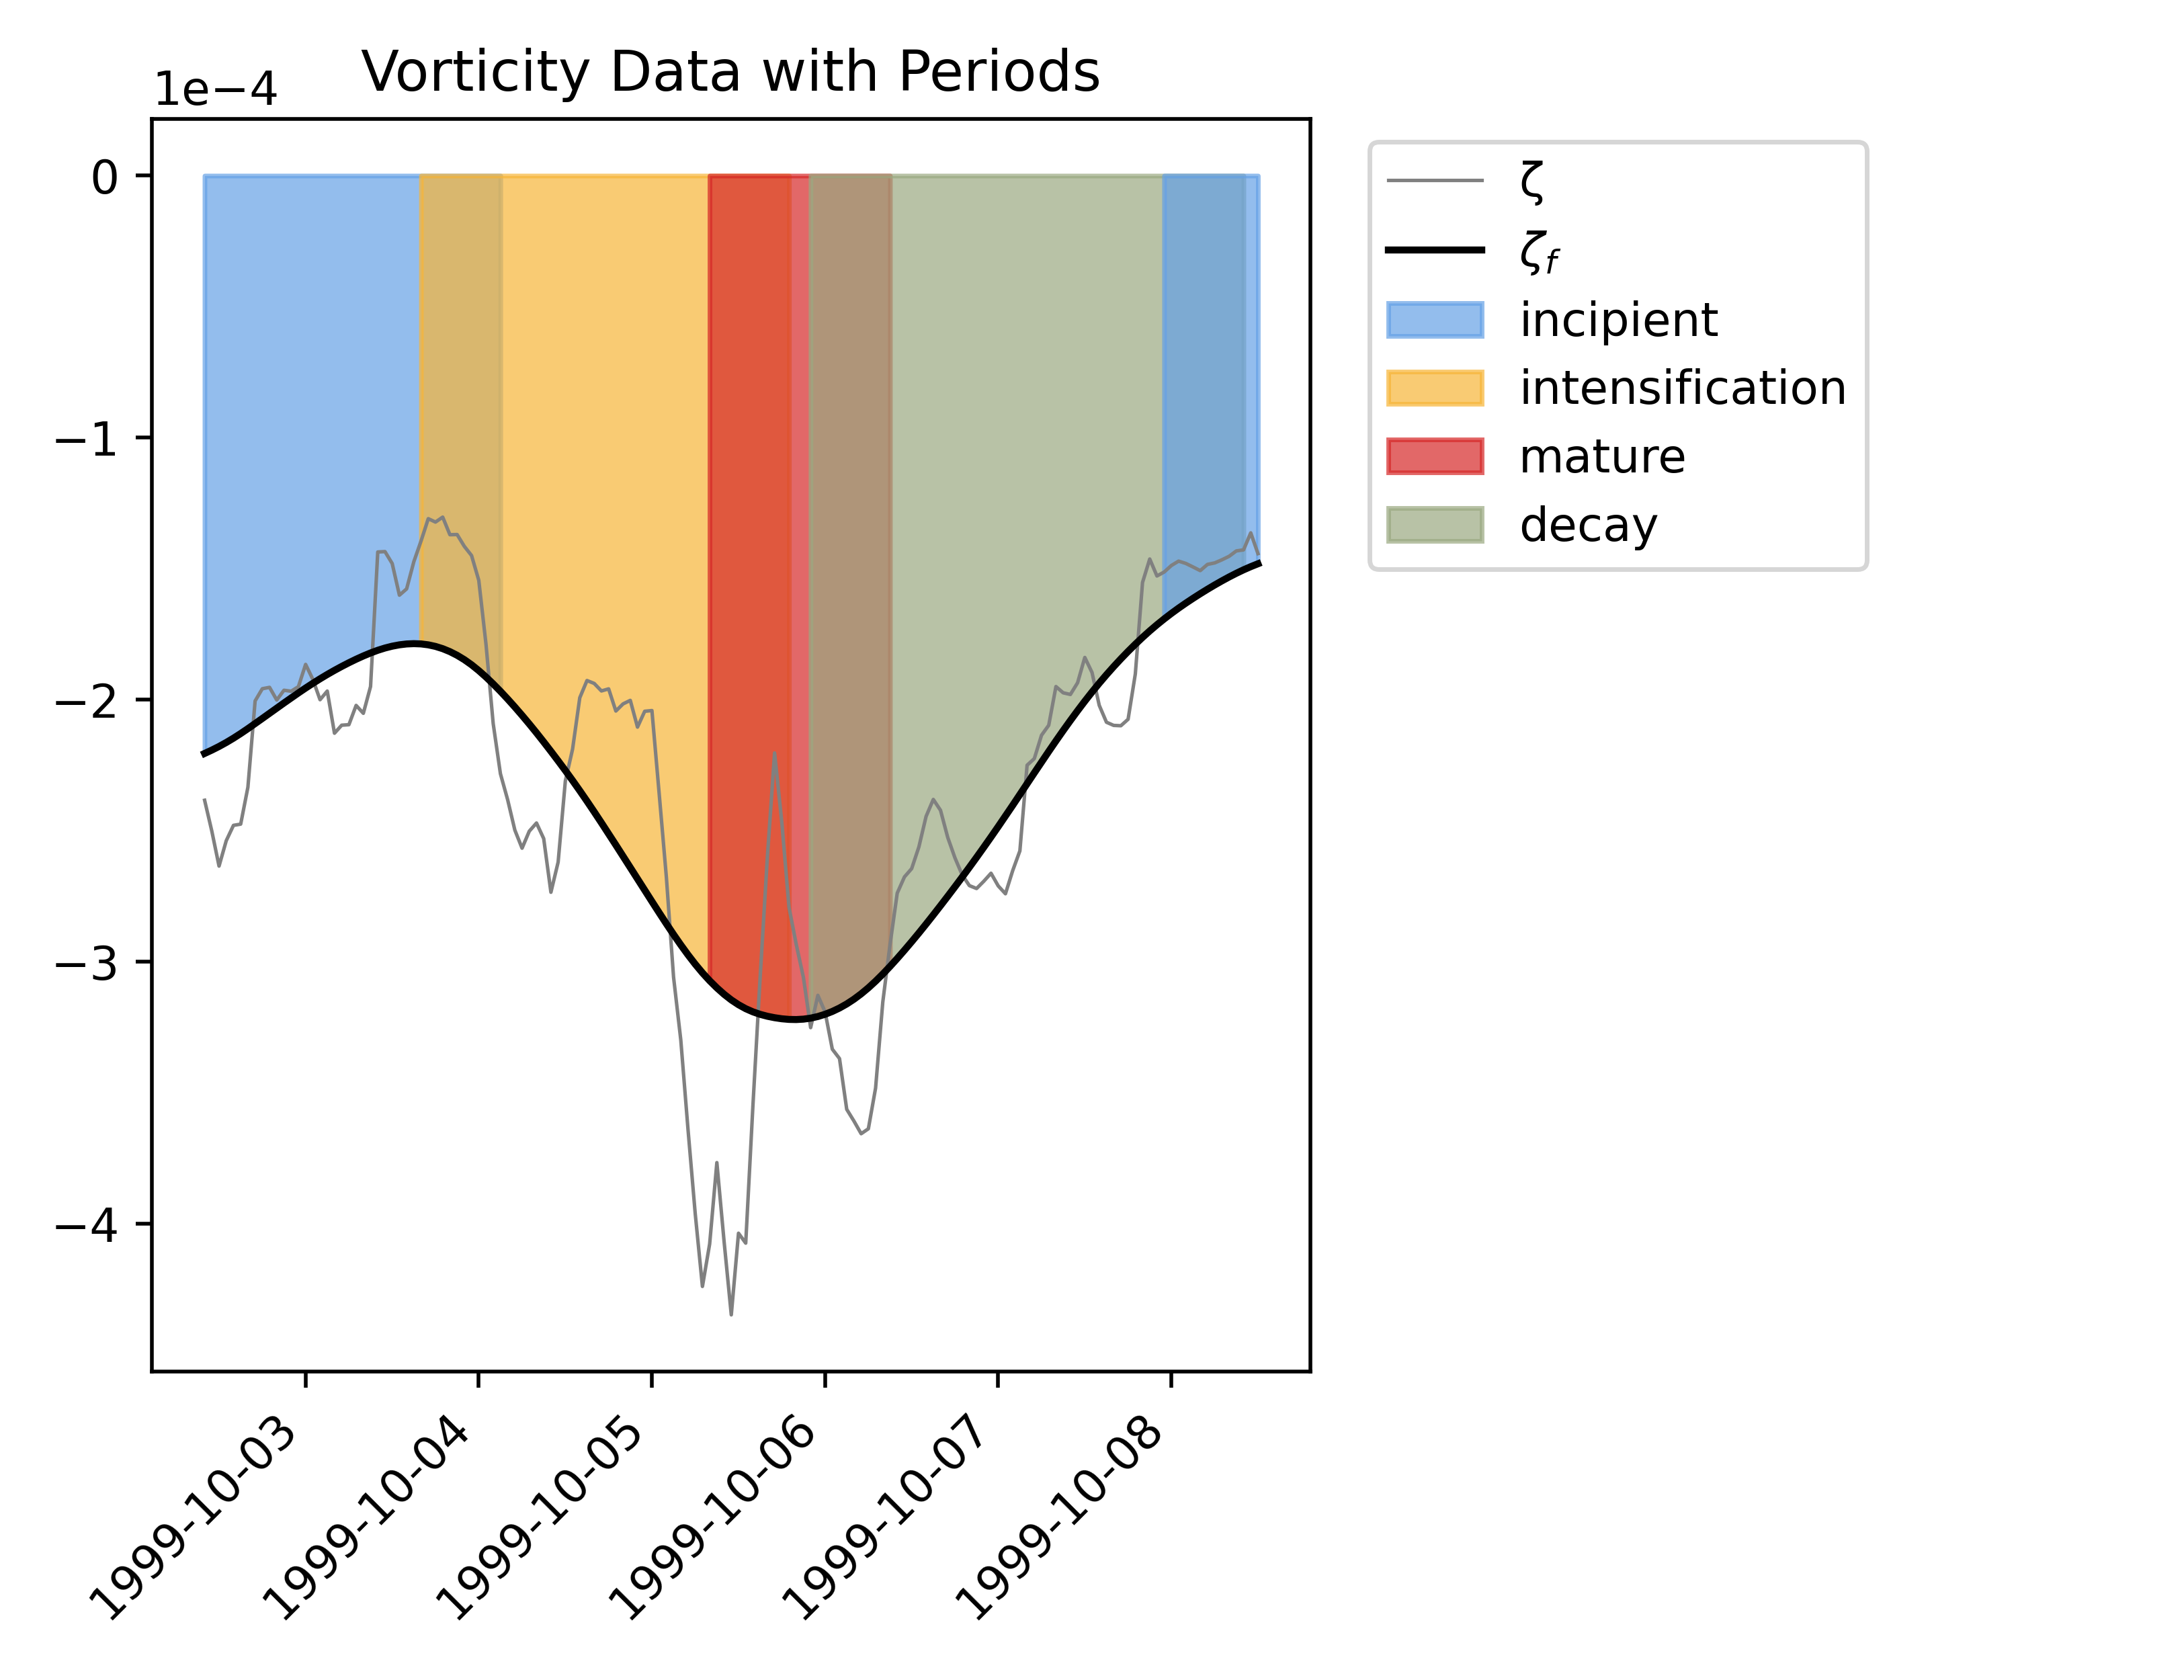 Vorticity Data with Periods
1e−4
0
−1
−2
−3
−4
1999-10-03
1999-10-04
1999-10-05
1999-10-06
1999-10-07
1999-10-08
ζ
ζf
incipient
intensification
mature
decay